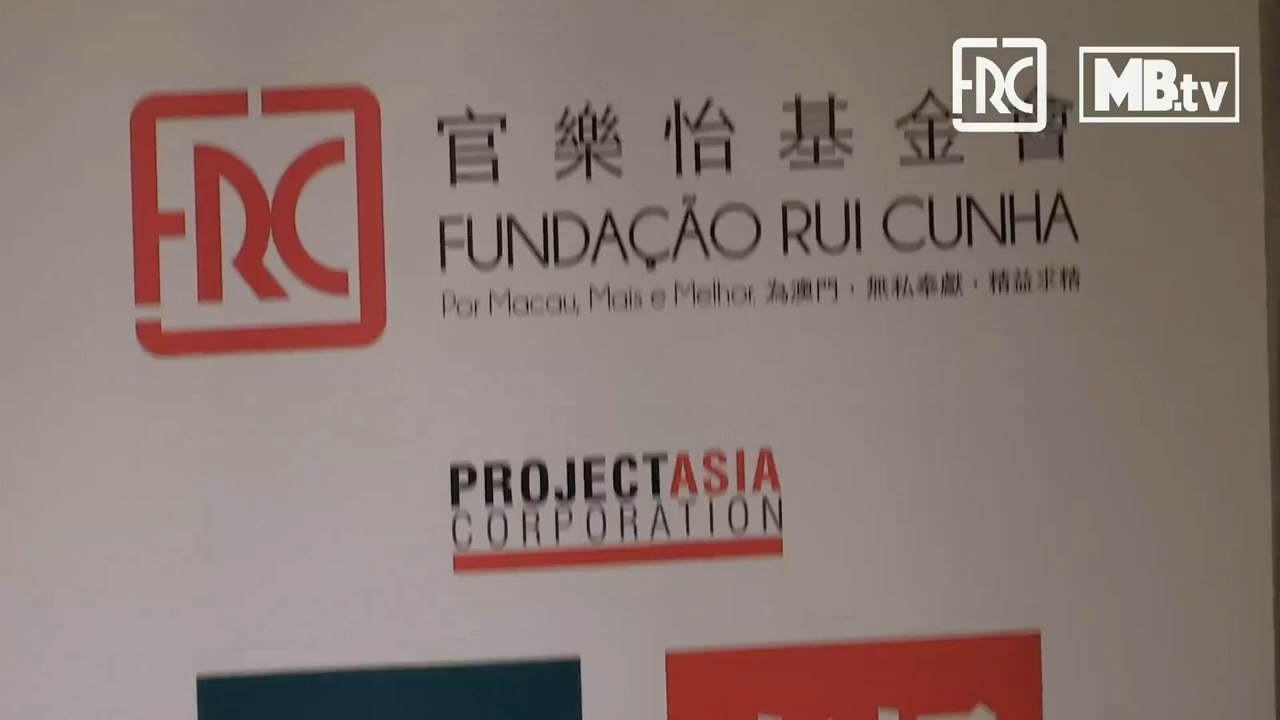 FRC
MB.tv
FRC
官樂怡基金會
FUNDAÇÃO RUI CUNHA
Por Macau, Mais e Melhor, 為澳門，無私奉獻，精益求精
PROJECTASIA
CORPORATION